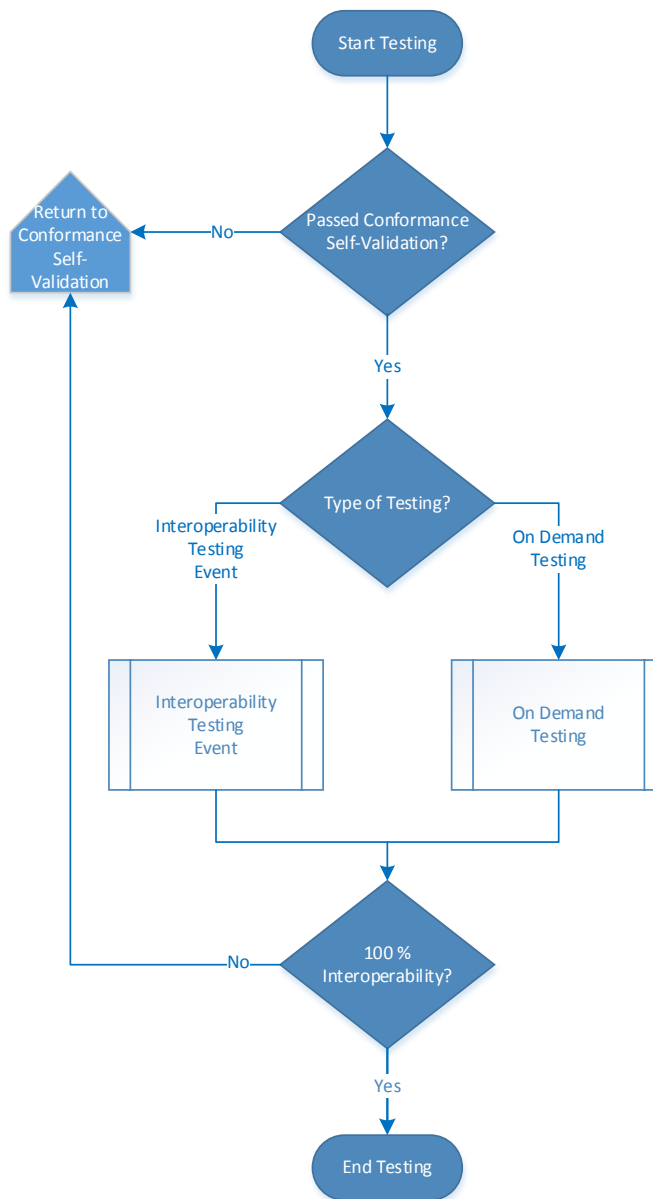 Start Testing
Passed Conformance
Self-Validation?
No
Return to
Conformance
Self-
Validation
Yes
Type of Testing?
Interoperability
Testing
Event
On Demand
Testing
Interoperability
Testing
Event
On Demand
Testing
100 %
Interoperability?
No
Yes
End Testing